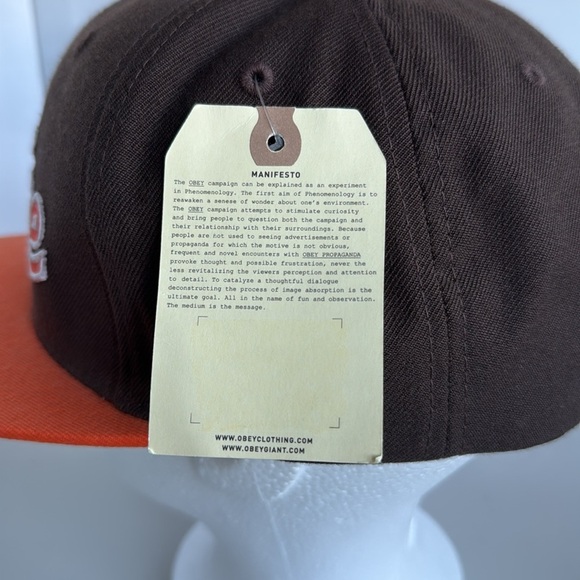 MANIFESTO
The OBEY campaign can be explained as an experiment
in Phenomenology. The first aim of Phenomenology is to
reawaken a senese of wonder about one's environment.
The OBEY campaign attempts to stimulate curiosity
and bring people to question both the campaign and
their relationship with their surroundings. Because
people are not used to seeing advertisements or
propaganda for which the motive is not obvious,
frequent and novel encounters with OBEY PROPAGANDA
provoke thought and possible frustration, never the
less revitalizing the viewers perception and attention
to detail. To catalyze a thoughtful dialogue
deconstructing the process of image absorption is the
ultimate goal. All in the name of fun and observation.
The medium is the message.
WWW.OBEYCLOTHING.COM
WWW.OBEYGIANT.COM